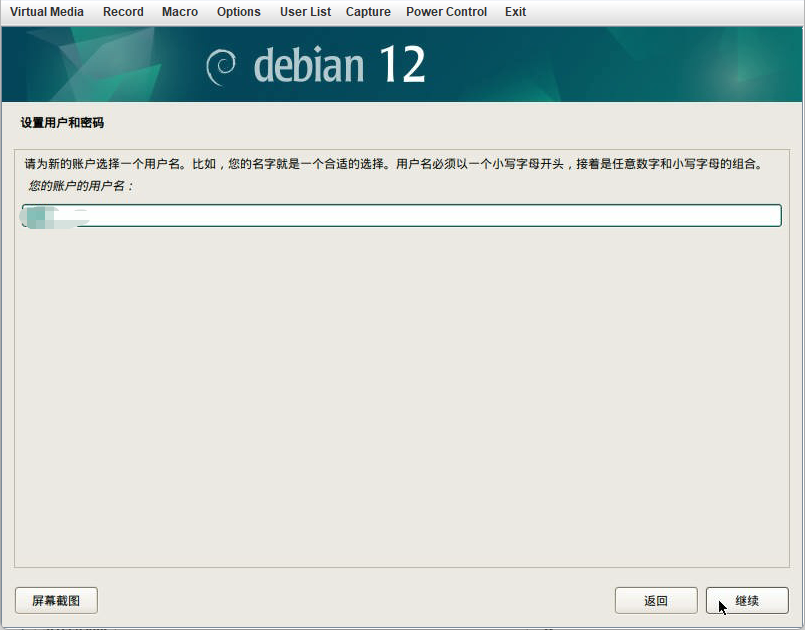 Virtual Media Record Macro Options User List Capture Power Control Exit
debian 12
设置用户和密码
请为新的账户选择一个用户名。比如，您的名字就是一个合适的选择。用户名必须以一个小写字母开头，接着是任意数字和小写字母的组合。
您的账户的用户名：
屏幕截图 返回 继续